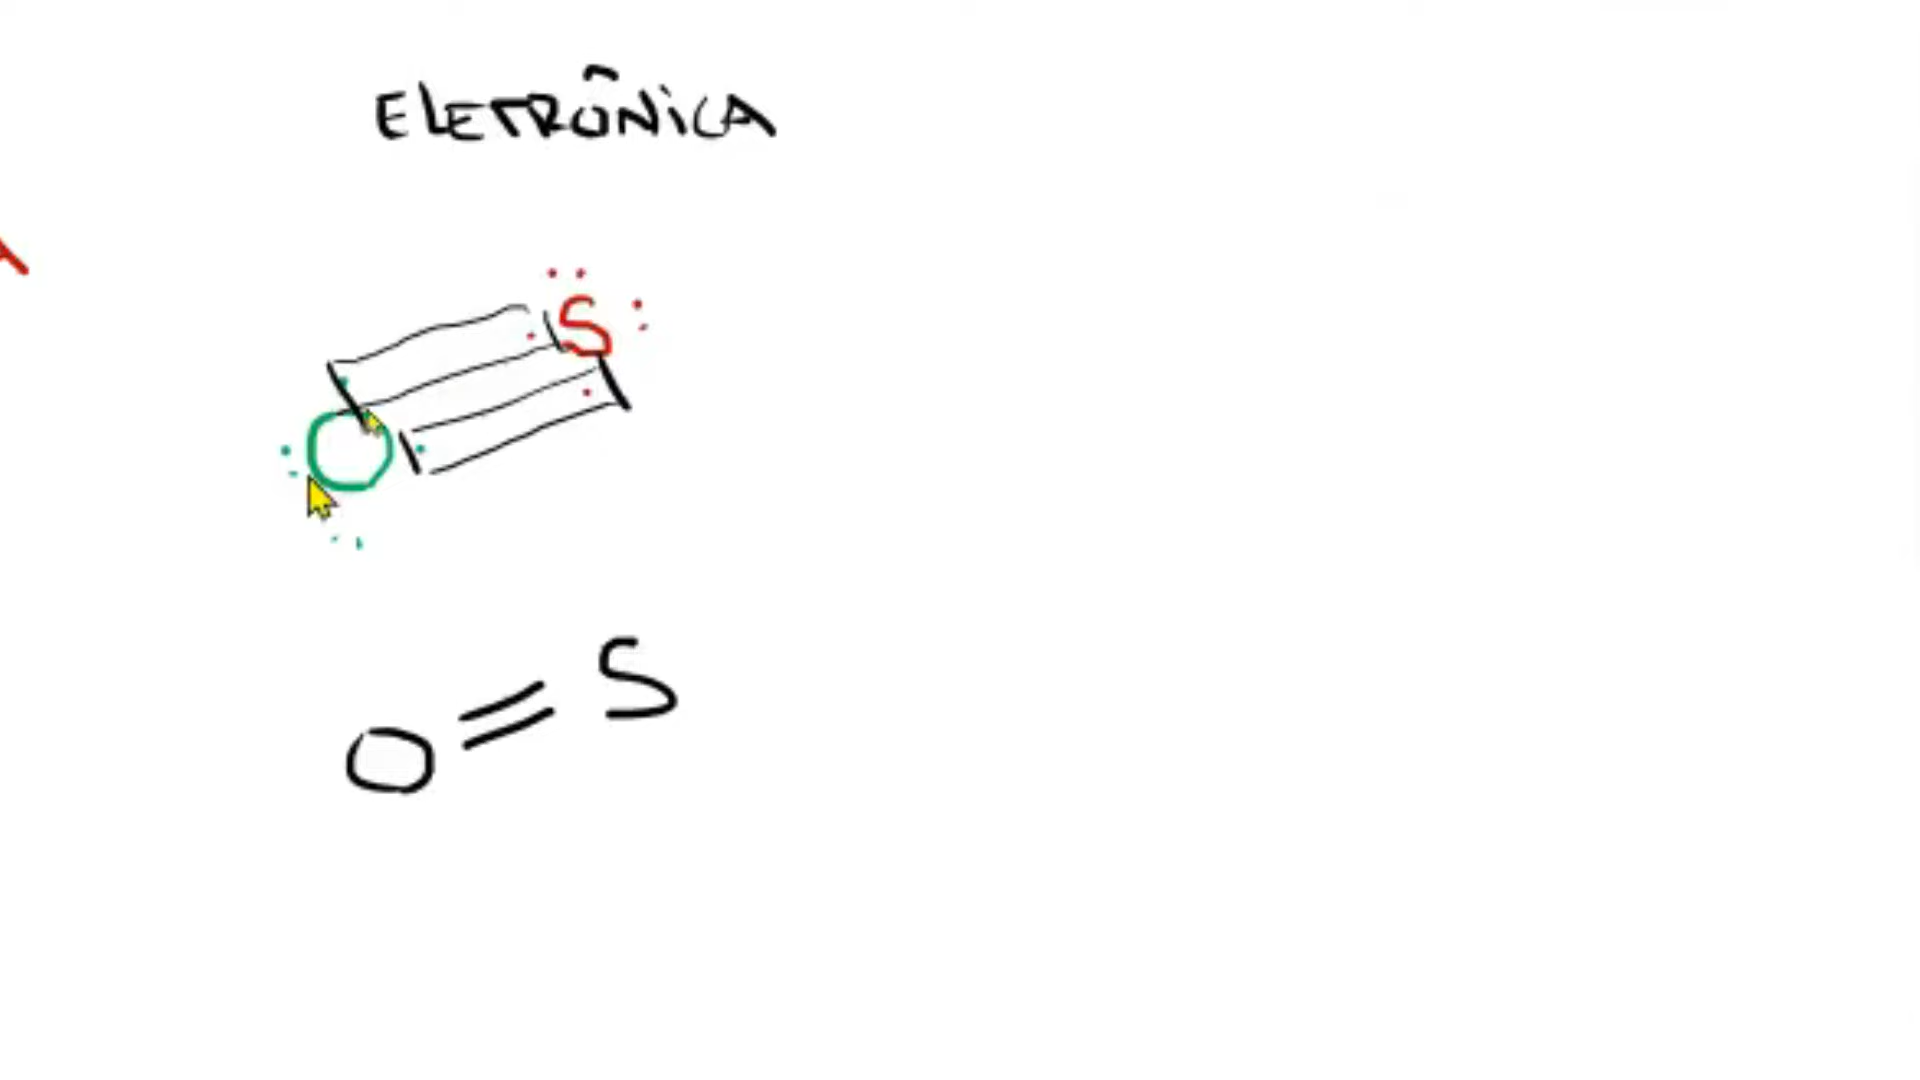 ELETRÔNICA
S
O
O = S